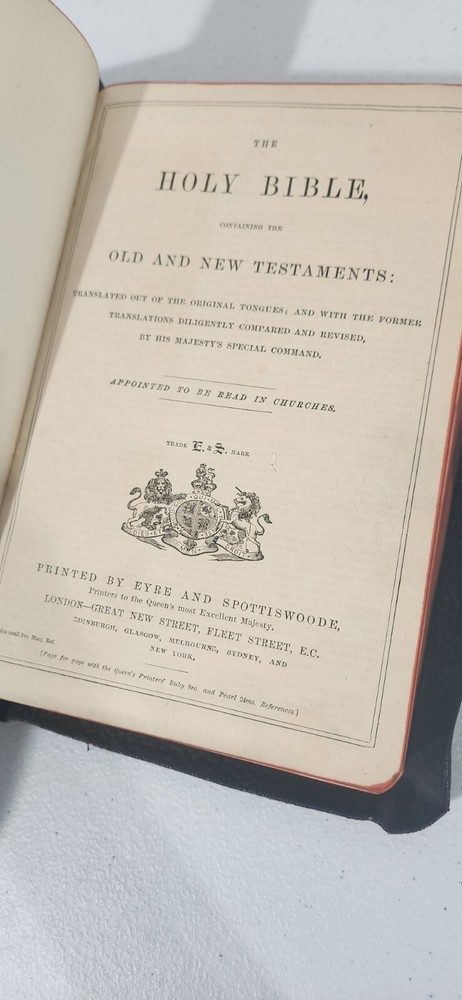 THE
HOLY BIBLE,
CONTAINING THE
OLD AND NEW TESTAMENTS:
TRANSLATED OUT OF THE ORIGINAL TONGUES; AND WITH THE FORMER
TRANSLATIONS DILIGENTLY COMPARED AND REVISED,
BY HIS MAJESTY'S SPECIAL COMMAND.
APPOINTED TO BE READ IN CHURCHES.
TRADE E. & S. MARK
PRINTED BY EYRE AND SPOTTISWOODE,
Printers to the Queen's most Excellent Majesty.
LONDON—GREAT NEW STREET, FLEET STREET, E.C.
EDINBURGH, GLASGOW, MELBOURNE, SYDNEY, AND
NEW YORK.
8vo. Marg. Ref.
[Page for page with the Queen's Printers' Ruby 8vo. and Pearl 24mo. References.]